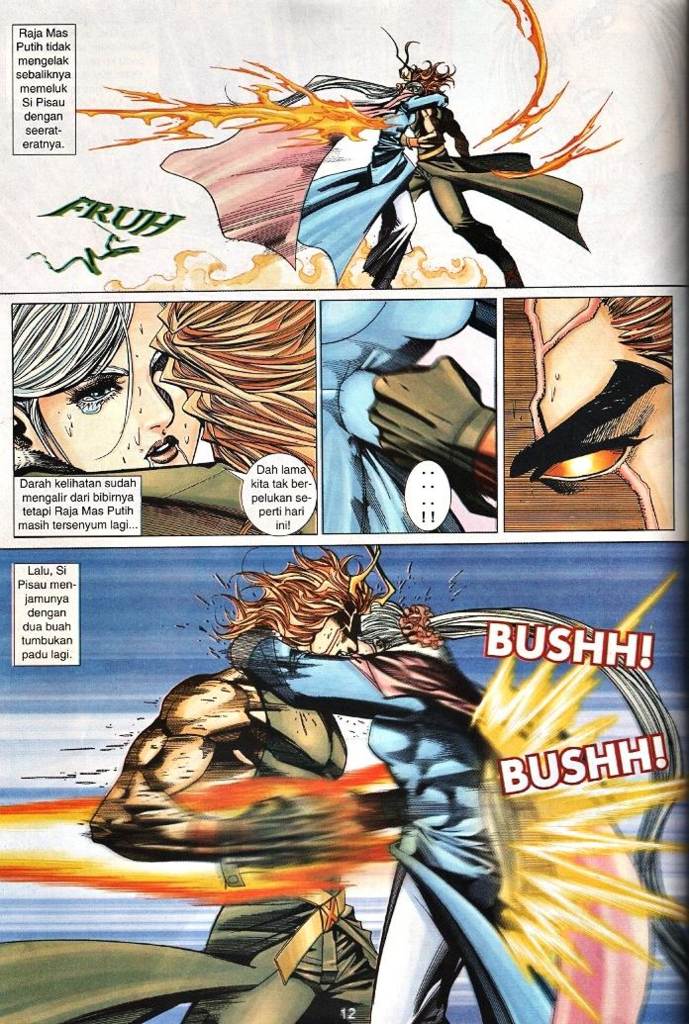 Raja Mas
Putih tidak
mengelak
sebaliknya
memeluk
Si Pisau
dengan
seerat-
eratnya.
FRUH
Darah kelihatan sudah
mengalir dari bibirnya
tetapi Raja Mas Putih
masih tersenyum lagi...
Dah lama
kita tak ber-
pelukan se-
perti hari
ini!
. .
. .
. .
!!
Lalu, Si
Pisau men-
jamunya
dengan
dua buah
tumbukan
padu lagi.
BUSHH!
BUSHH!
12